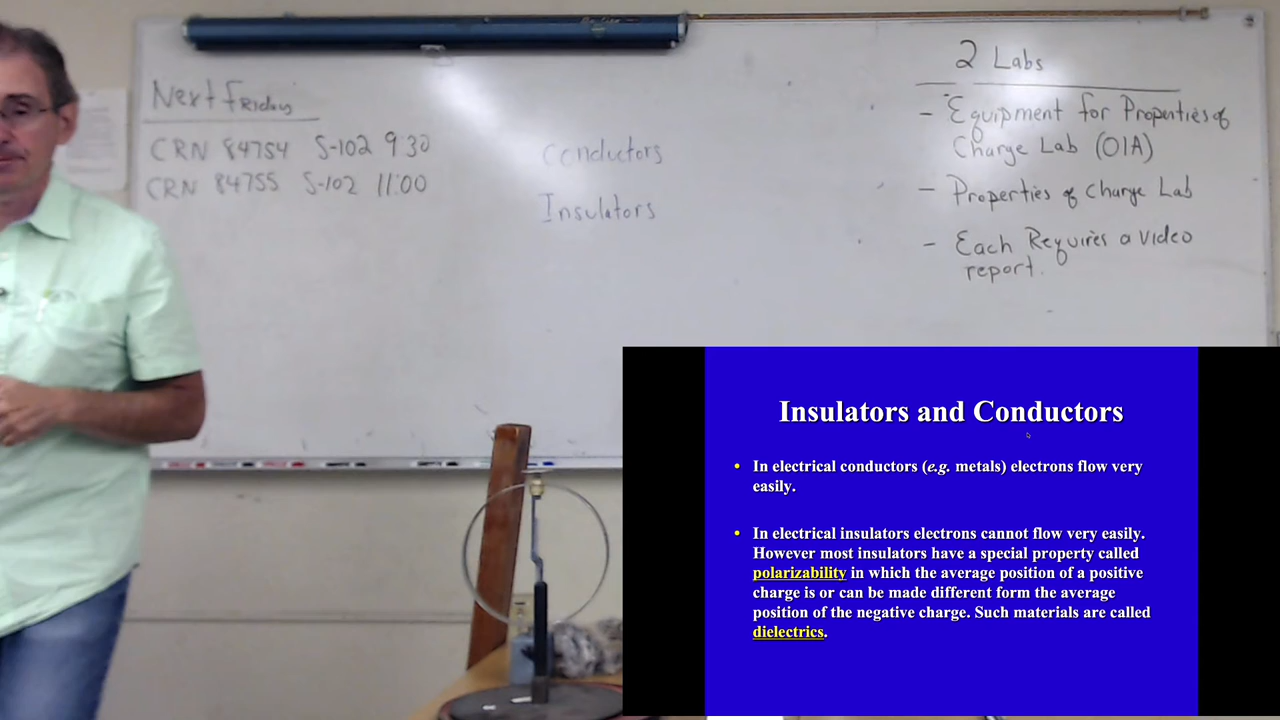 Next Friday
CRN 84754 S-102 9:30
CRN 84755 S-102 11:00
Conductors
Insulators
2 Labs
- Equipment for Properties of
Charge Lab (01A)
- Properties of Charge Lab
- Each Requires a video
report.
Insulators and Conductors
• In electrical conductors (e.g. metals) electrons flow very
easily.
• In electrical insulators electrons cannot flow very easily.
However most insulators have a special property called
polarizability in which the average position of a positive
charge is or can be made different form the average
position of the negative charge. Such materials are called
dielectrics.